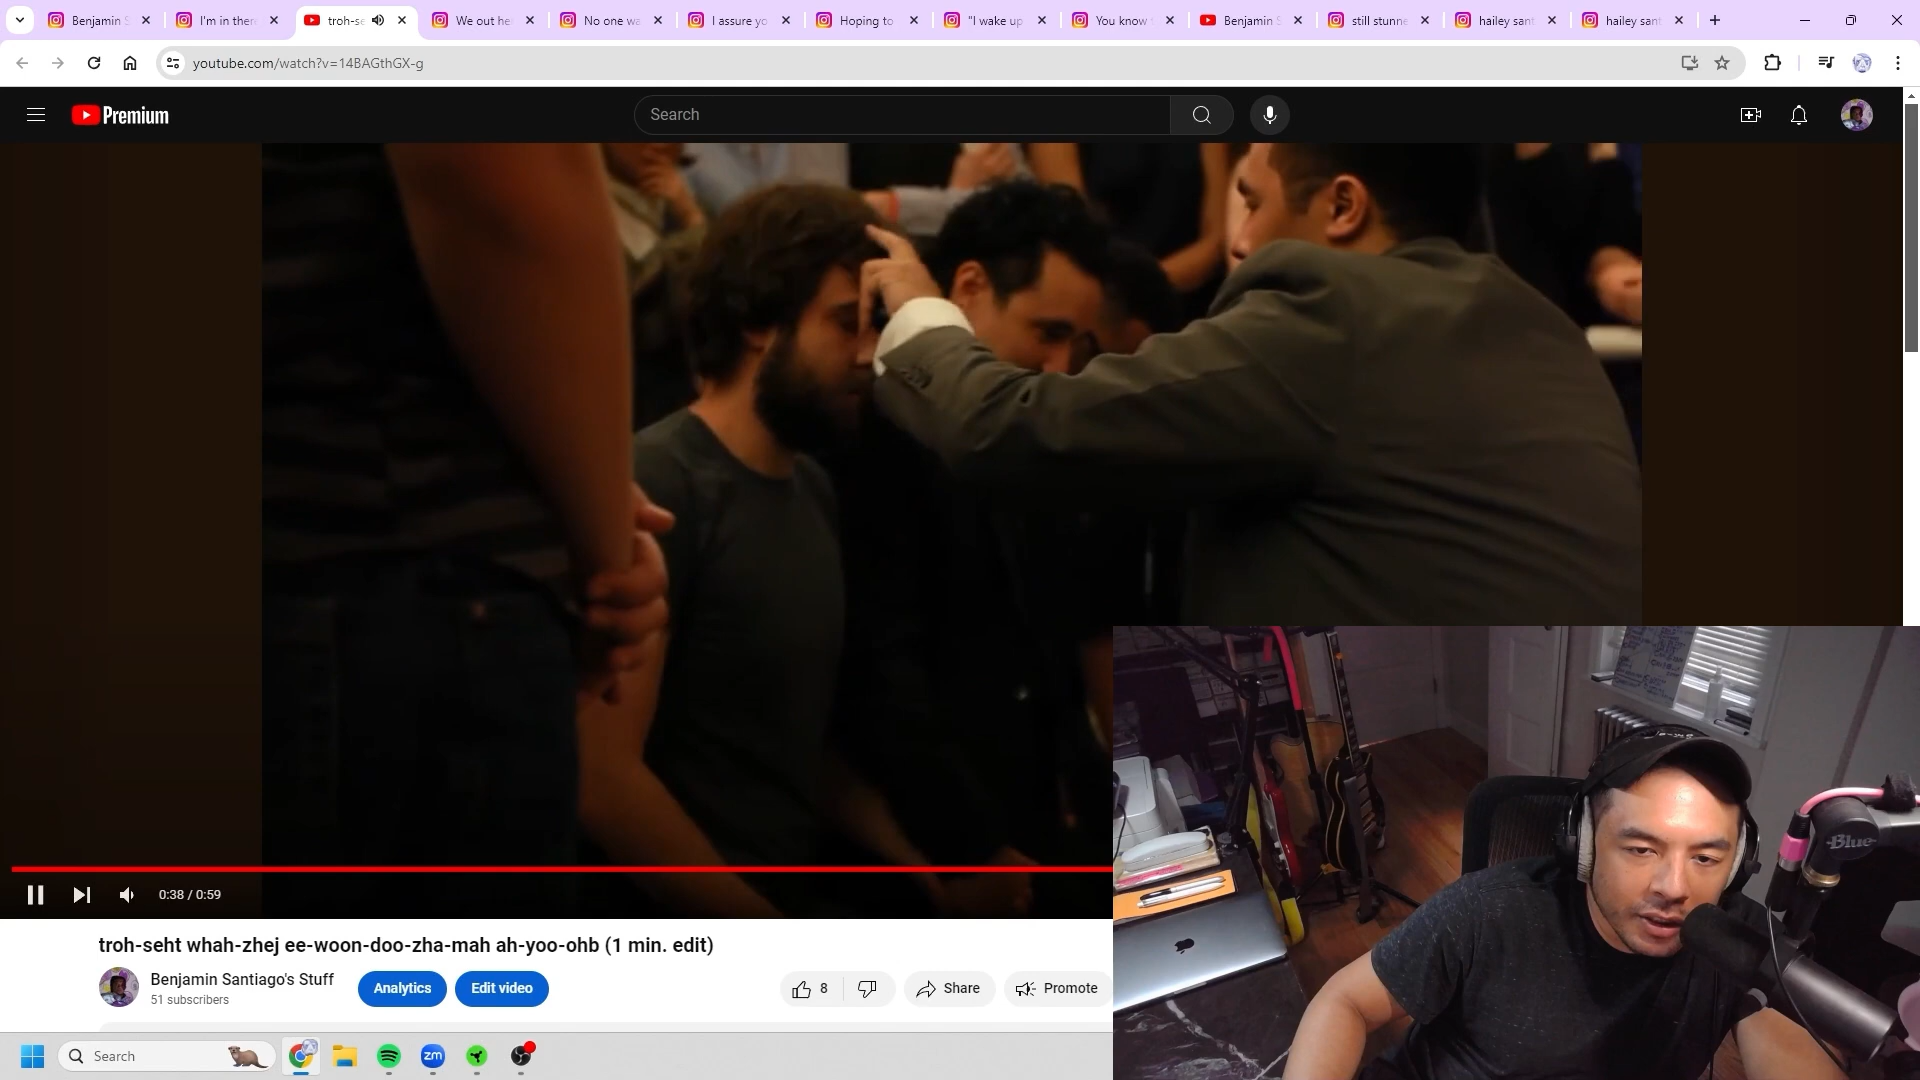 Benjamin S
I'm in ther
troh-se
We out he
No one wa
I assure yo
Hoping to
"I wake up
You know
Benjamin S
still stunne
hailey sant
hailey sant
youtube.com/watch?v=14BAGthGX-g
Premium
Search
0:38 / 0:59
troh-seht whah-zhej ee-woon-doo-zha-mah ah-yoo-ohb (1 min. edit)
Benjamin Santiago's Stuff
51 subscribers
Analytics
Edit video
8
Share
Promote
Blue
Search
zm